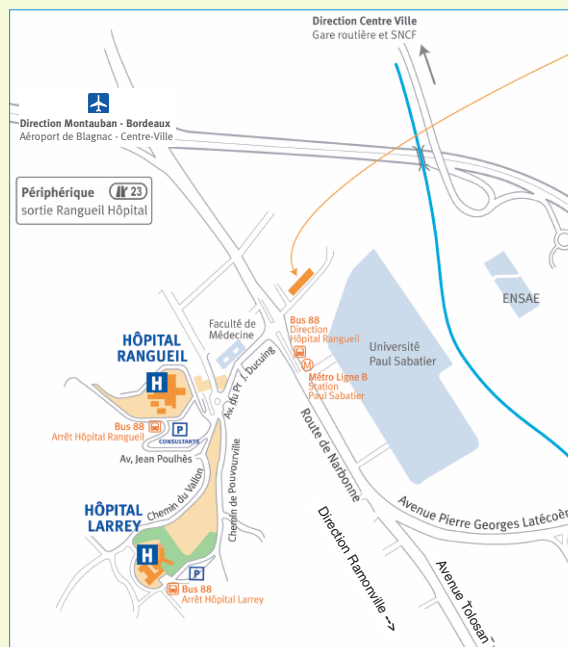 Direction Centre Ville
Gare routière et SNCF
Direction Montauban - Bordeaux
Aéroport de Blagnac - Centre-Ville
Périphérique 23
sortie Rangueil Hôpital
ENSAE
Faculté de
Médecine
Bus 88
Direction
Hôpital Rangueil
Université
Paul Sabatier
M
Métro Ligne B
Station
Paul Sabatier
HÔPITAL
RANGUEIL
H
Av. du Pr J. Ducuing
Bus 88
Arrêt Hôpital Rangueil
P
CONSULTANTS
Route de Narbonne
Av, Jean Poulhès
Chemin du Vallon
Chemin de Pouvourville
Avenue Pierre Georges Latécoèr
HÔPITAL
LARREY
H
P
Bus 88
Arrêt Hôpital Larrey
Direction Ramonville -->
Avenue Tolosan